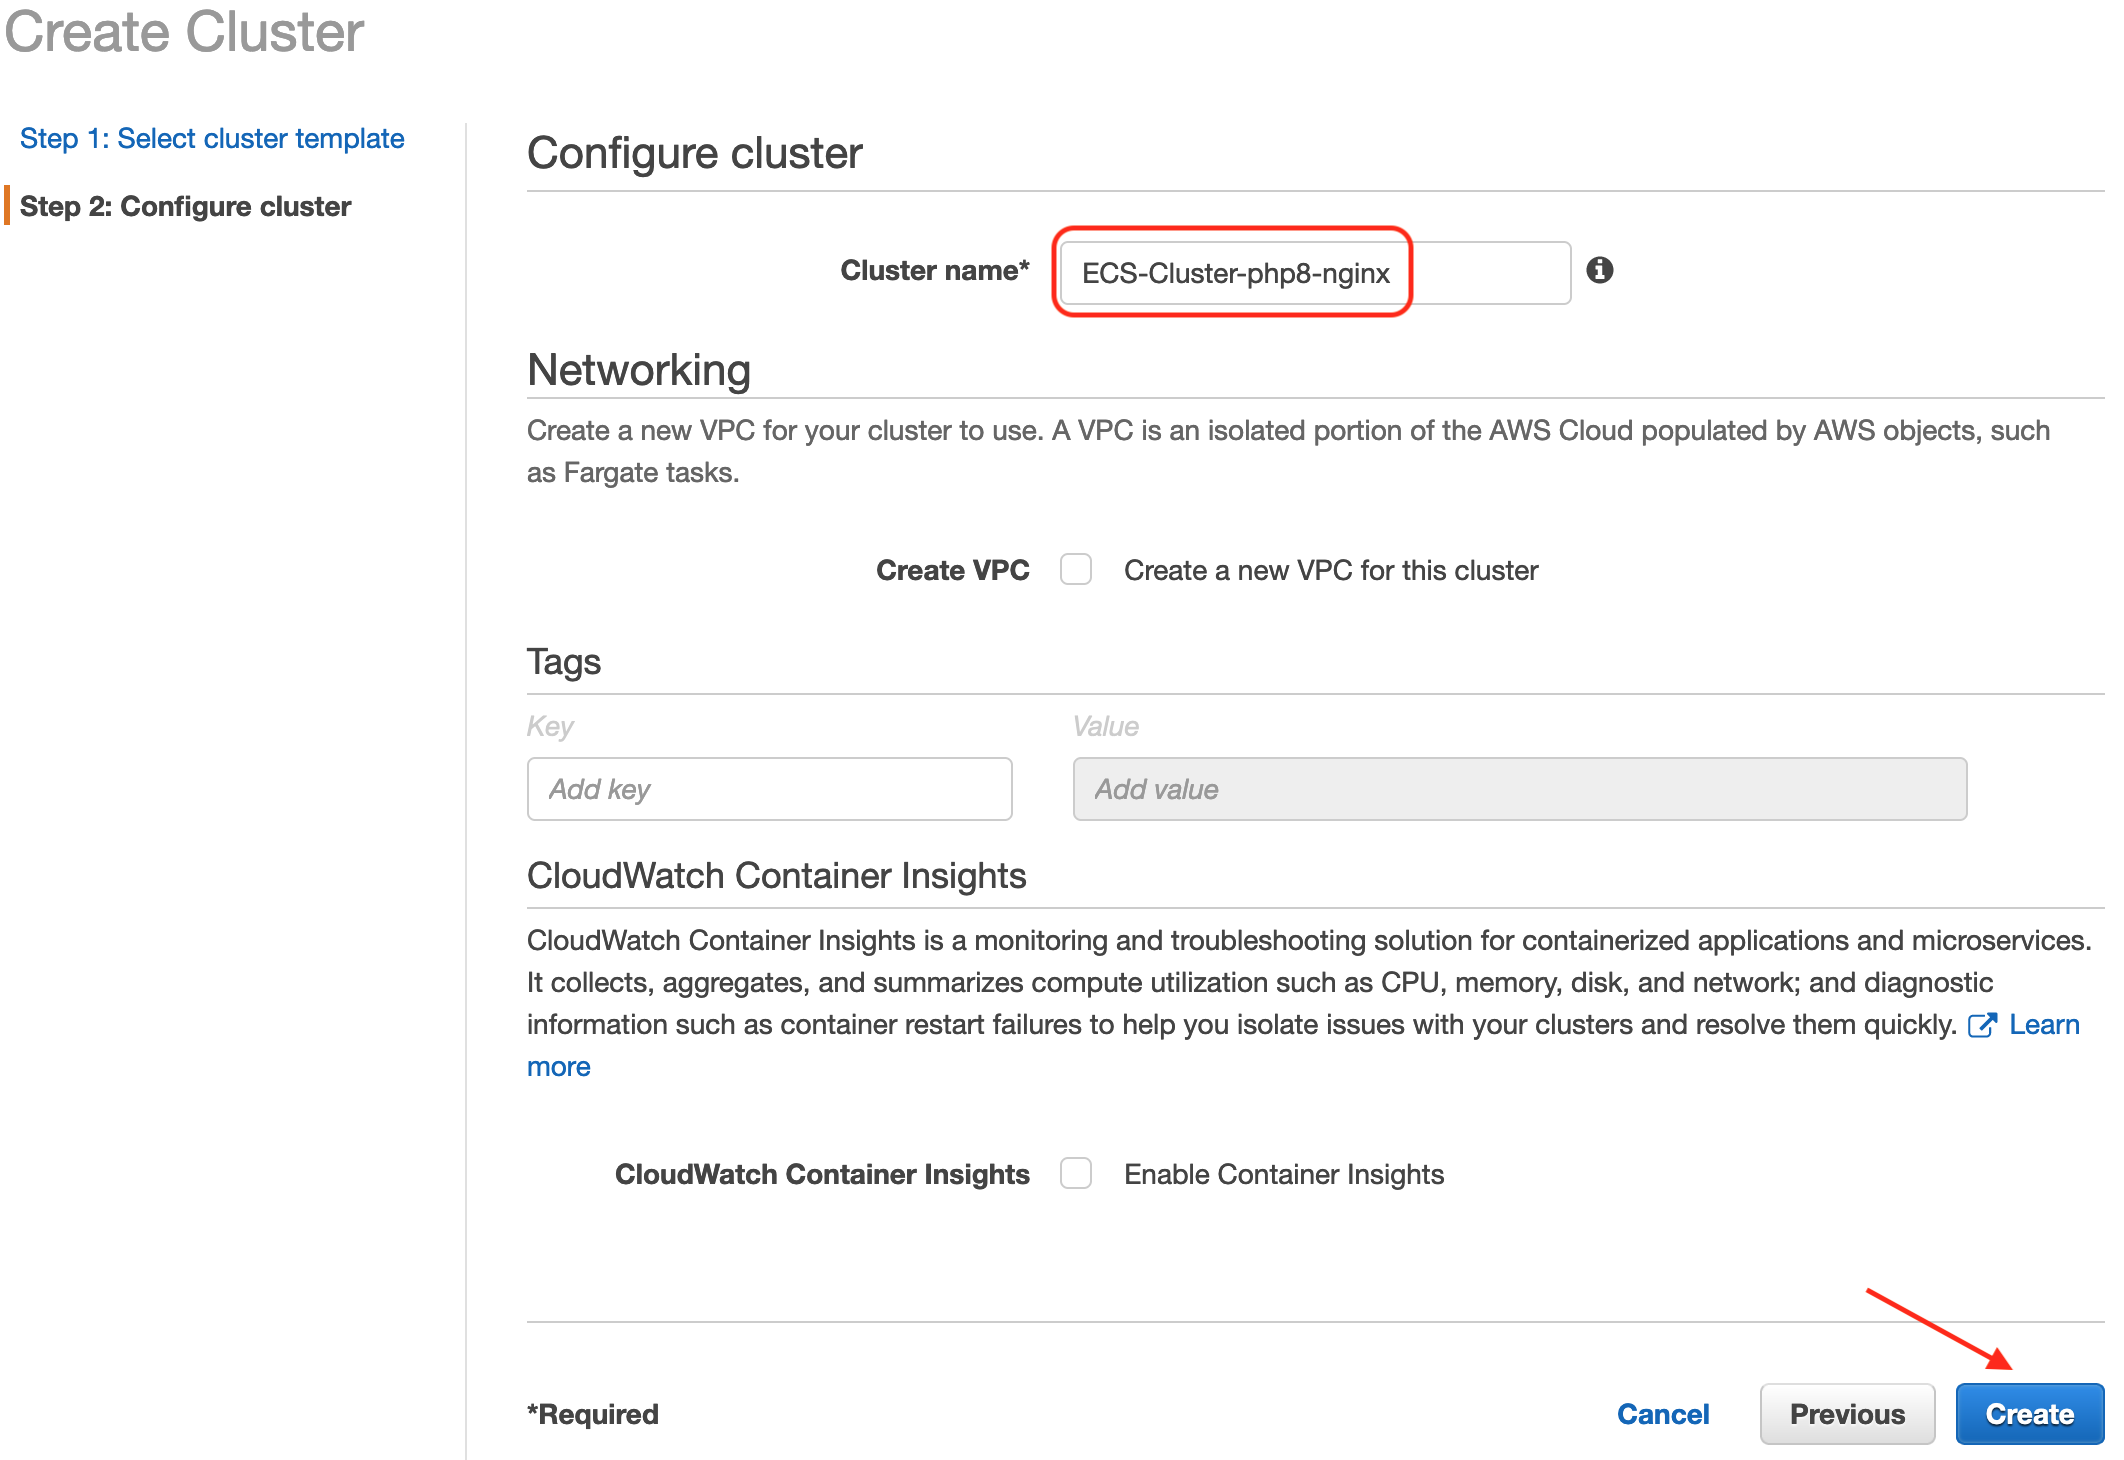 Create Cluster
Step 1: Select cluster template
Step 2: Configure cluster
Configure cluster
Cluster name* ECS-Cluster-php8-nginx
Networking
Create a new VPC for your cluster to use. A VPC is an isolated portion of the AWS Cloud populated by AWS objects, such
as Fargate tasks.
Create VPC Create a new VPC for this cluster
Tags
Key Value
Add key Add value
CloudWatch Container Insights
CloudWatch Container Insights is a monitoring and troubleshooting solution for containerized applications and microservices.
It collects, aggregates, and summarizes compute utilization such as CPU, memory, disk, and network; and diagnostic
information such as container restart failures to help you isolate issues with your clusters and resolve them quickly. Learn
more
CloudWatch Container Insights Enable Container Insights
*Required Cancel Previous Create